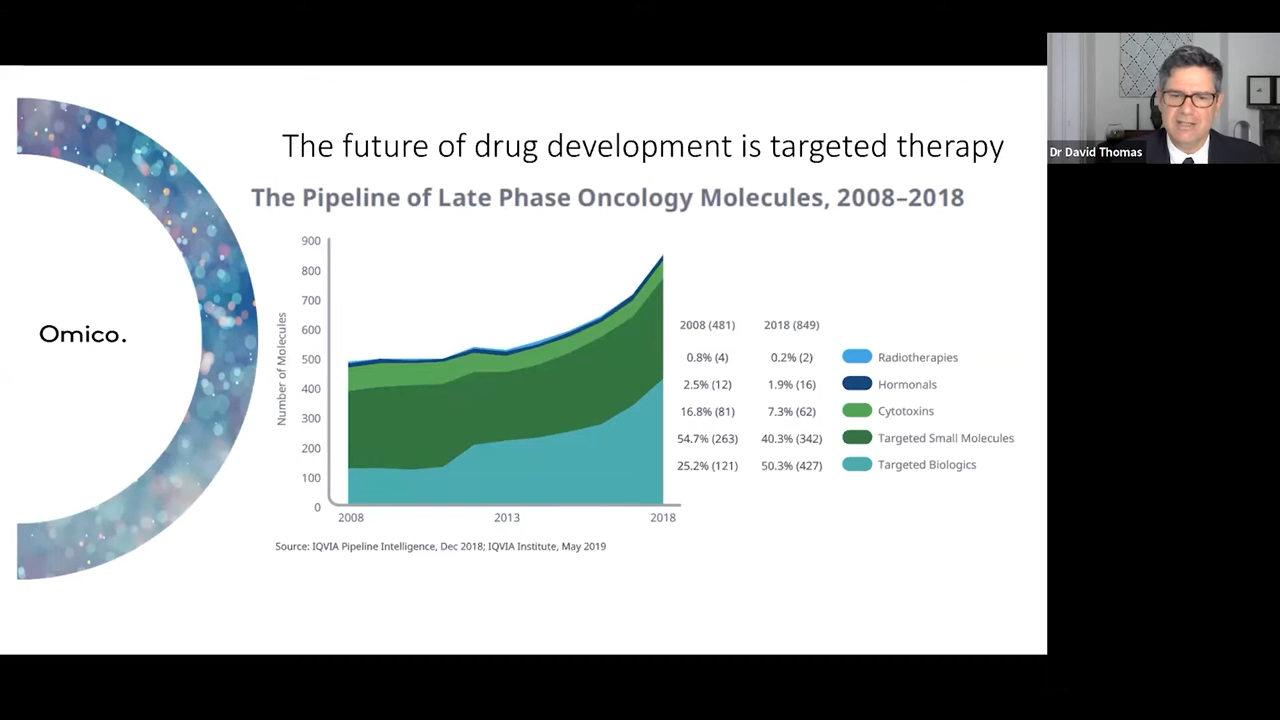 The future of drug development is targeted therapy
The Pipeline of Late Phase Oncology Molecules, 2008–2018
Omico.
Number of Molecules
900
800
700
600
500
400
300
200
100
0
2008
2013
2018
2008 (481) 2018 (849)
0.8% (4) 0.2% (2) Radiotherapies
2.5% (12) 1.9% (16) Hormonals
16.8% (81) 7.3% (62) Cytotoxins
54.7% (263) 40.3% (342) Targeted Small Molecules
25.2% (121) 50.3% (427) Targeted Biologics
Source: IQVIA Pipeline Intelligence, Dec 2018; IQVIA Institute, May 2019
Dr David Thomas